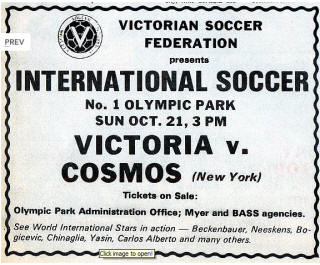 VICTORIAN SOCCER
FEDERATION
PREV
presents
INTERNATIONAL SOCCER
No. 1 OLYMPIC PARK
SUN OCT. 21, 3 PM
VICTORIA v.
COSMOS (New York)
Tickets on Sale:
Olympic Park Administration Office; Myer and BASS agencies.
See World International Stars in action — Beckenbauer, Neeskens, Bo-
gicevic, Chinaglia, Yasin, Carlos Alberto and many others.
Click image to open!